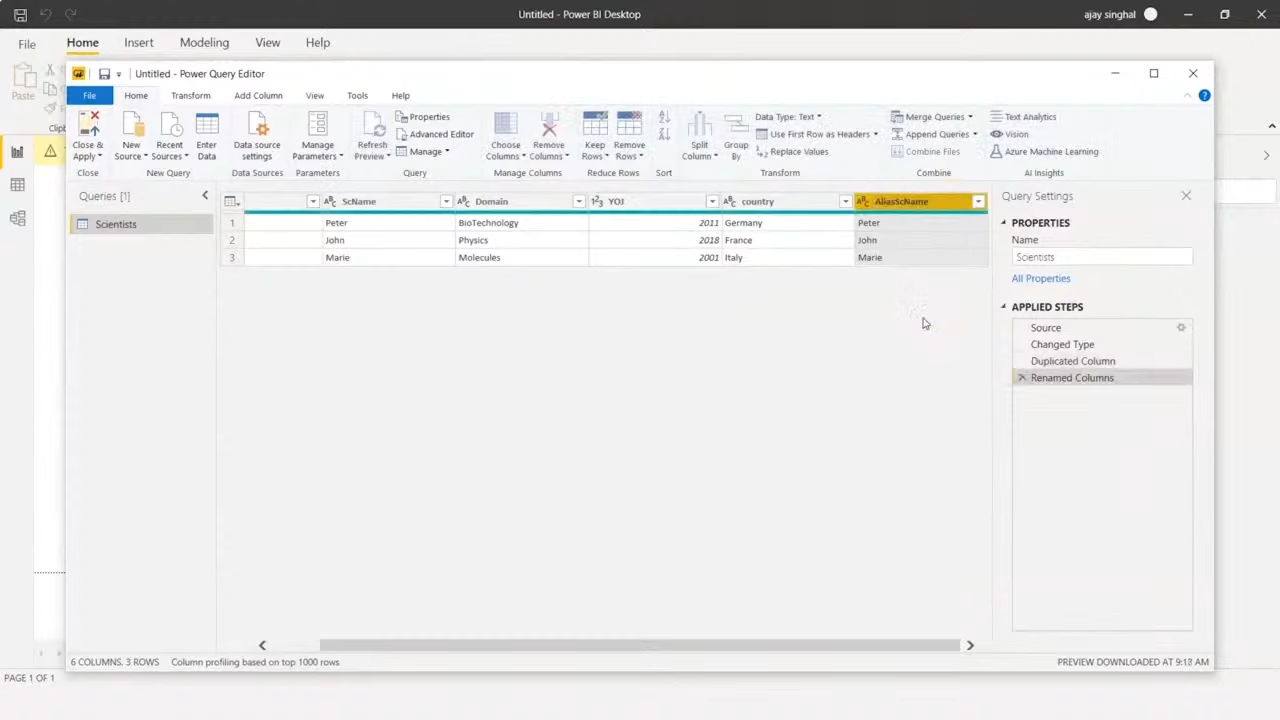 Untitled - Power BI Desktop
ajay singhal
File Home Insert Modeling View Help
Paste
Untitled - Power Query Editor
File Home Transform Add Column View Tools Help
Close & Apply
New Source
Recent Sources
Enter Data
Data source settings
Manage Parameters
Refresh Preview
Properties
Advanced Editor
Manage
Choose Columns
Remove Columns
Keep Rows
Remove Rows
Split Column
Group By
Data Type: Text
Use First Row as Headers
Replace Values
Merge Queries
Append Queries
Combine Files
Text Analytics
Vision
Azure Machine Learning
Close New Query Data Sources Parameters Query Manage Columns Reduce Rows Sort Transform Combine AI Insights
Queries [1]
Scientists
ScName Domain YOJ country AliasScName
1 Peter BioTechnology 2011 Germany Peter
2 John Physics 2018 France John
3 Marie Molecules 2001 Italy Marie
Query Settings
PROPERTIES
Name
Scientists
All Properties
APPLIED STEPS
Source
Changed Type
Duplicated Column
Renamed Columns
6 COLUMNS, 3 ROWS Column profiling based on top 1000 rows
PREVIEW DOWNLOADED AT 9:18 AM
PAGE 1 OF 1